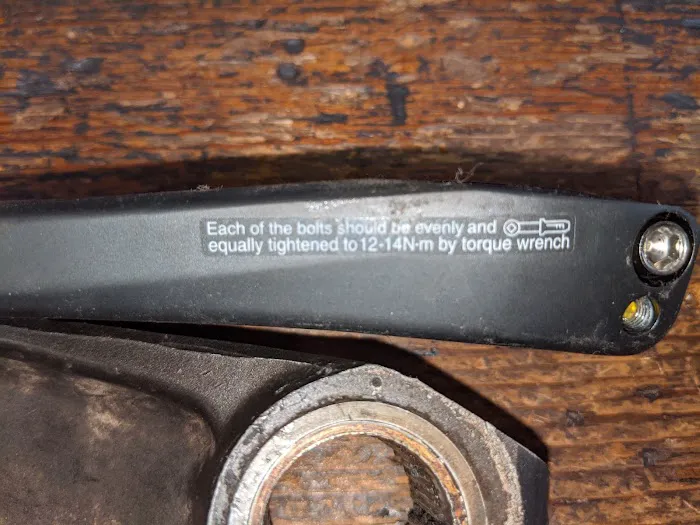 Each of the bolts should be evenly and
equally tightened to 12-14N·m by torque wrench